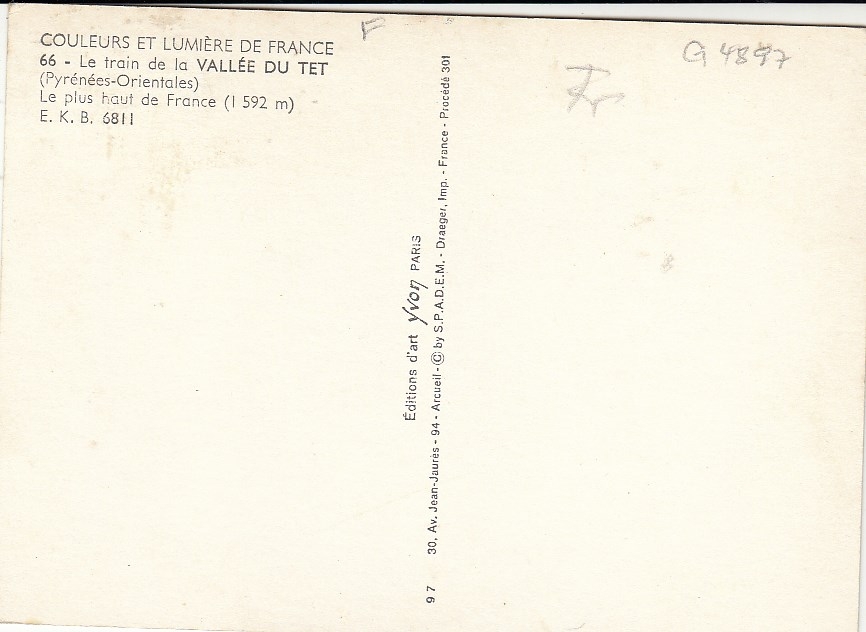 COULEURS ET LUMIÈRE DE FRANCE
66 - Le train de la VALLÉE DU TET
(Pyrénées-Orientales)
Le plus haut de France (1 592 m)
E. K. B. 6811
F
G 4897
Éditions d'art yvon PARIS
97 30, Av. Jean-Jaurès - 94 - Arcueil - © by S.P.A.D.E.M. - Draeger, Imp. - France - Procédé 301